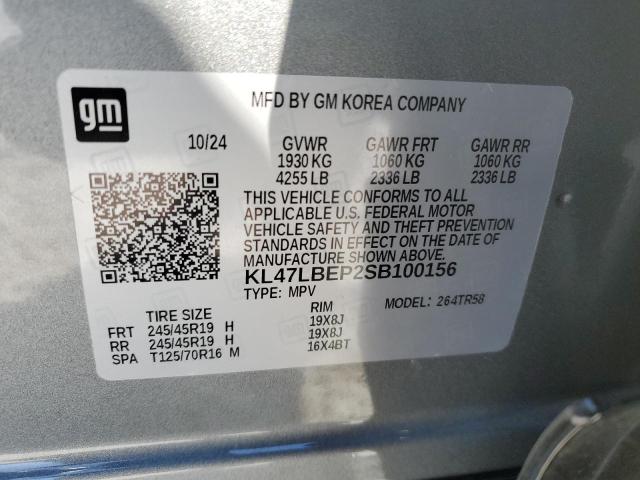 gm
MFD BY GM KOREA COMPANY
10/24 GVWR GAWR FRT GAWR RR
1930 KG 1060 KG 1060 KG
4255 LB 2336 LB 2336 LB
THIS VEHICLE CONFORMS TO ALL
APPLICABLE U.S. FEDERAL MOTOR
VEHICLE SAFETY AND THEFT PREVENTION
STANDARDS IN EFFECT ON THE DATE OF
MANUFACTURE SHOWN ABOVE.
KL47LBEP2SB100156
TYPE: MPV MODEL: 264TR58
TIRE SIZE RIM
FRT 245/45R19 H 19X8J
RR 245/45R19 H 19X8J
SPA T125/70R16 M 16X4BT